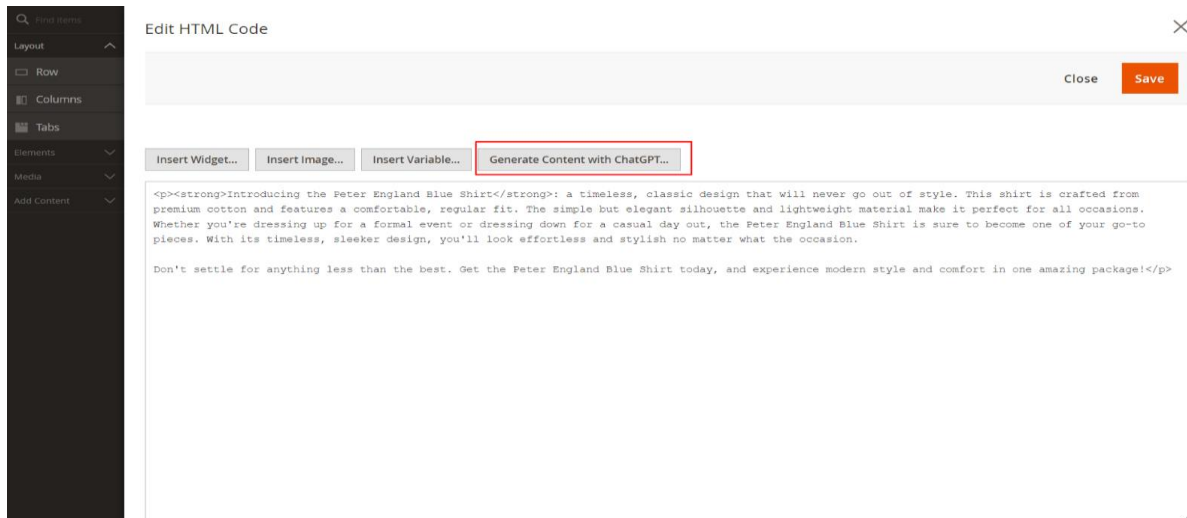 Find items
Edit HTML Code
Layout
Row
Close
Save
Columns
Tabs
Elements
Insert Widget...
Insert Image...
Insert Variable...
Generate Content with ChatGPT...
Media
Add Content
<p><strong>Introducing the Peter England Blue Shirt</strong>: a timeless, classic design that will never go out of style. This shirt is crafted from
premium cotton and features a comfortable, regular fit. The simple but elegant silhouette and lightweight material make it perfect for all occasions.
Whether you're dressing up for a formal event or dressing down for a casual day out, the Peter England Blue Shirt is sure to become one of your go-to
pieces. With its timeless, sleeker design, you'll look effortless and stylish no matter what the occasion.
Don't settle for anything less than the best. Get the Peter England Blue Shirt today, and experience modern style and comfort in one amazing package!</p>